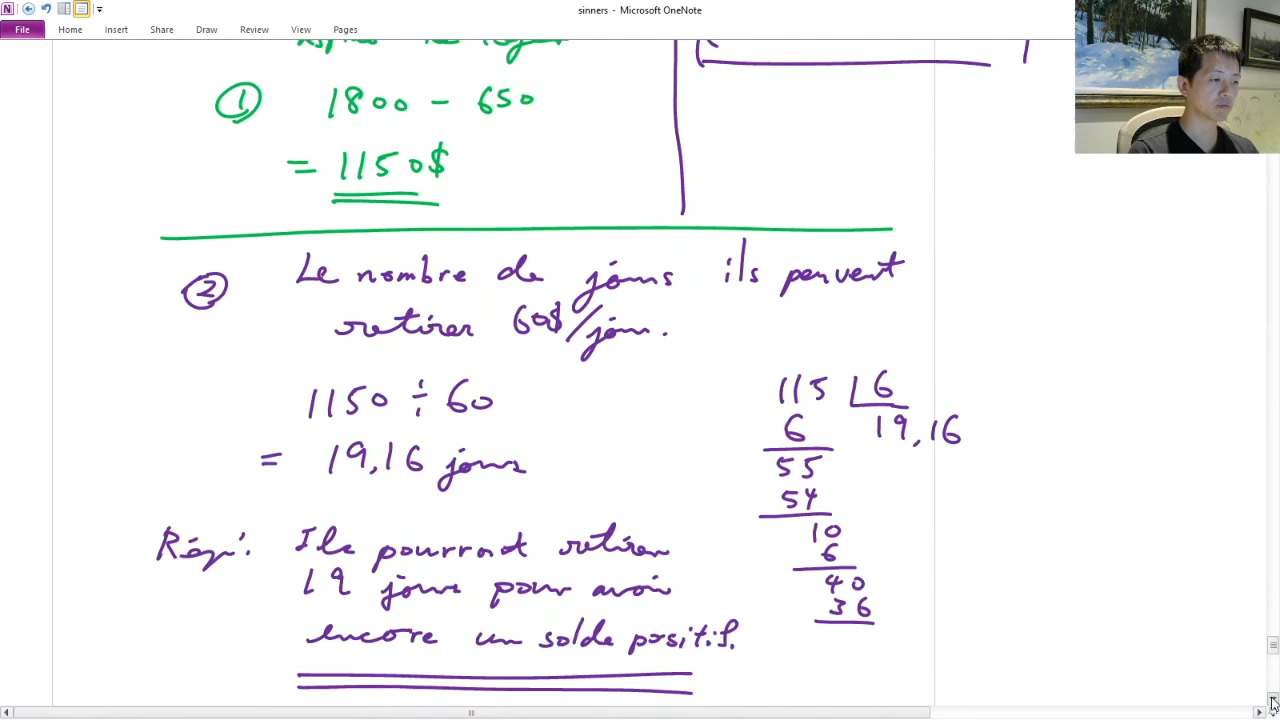 sinners - Microsoft OneNote
File Home Insert Share Draw Review View Pages
① 1800 - 650
= 1150$
② Le nombre de jours ils peuvent
retirer 60$/jour.
1150 ÷ 60
= 19,16 jours
Rép: Ils pourront retirer
19 jours pour avoir
encore un solde positif.
115 6
6 19,16
55
54
10
6
40
36